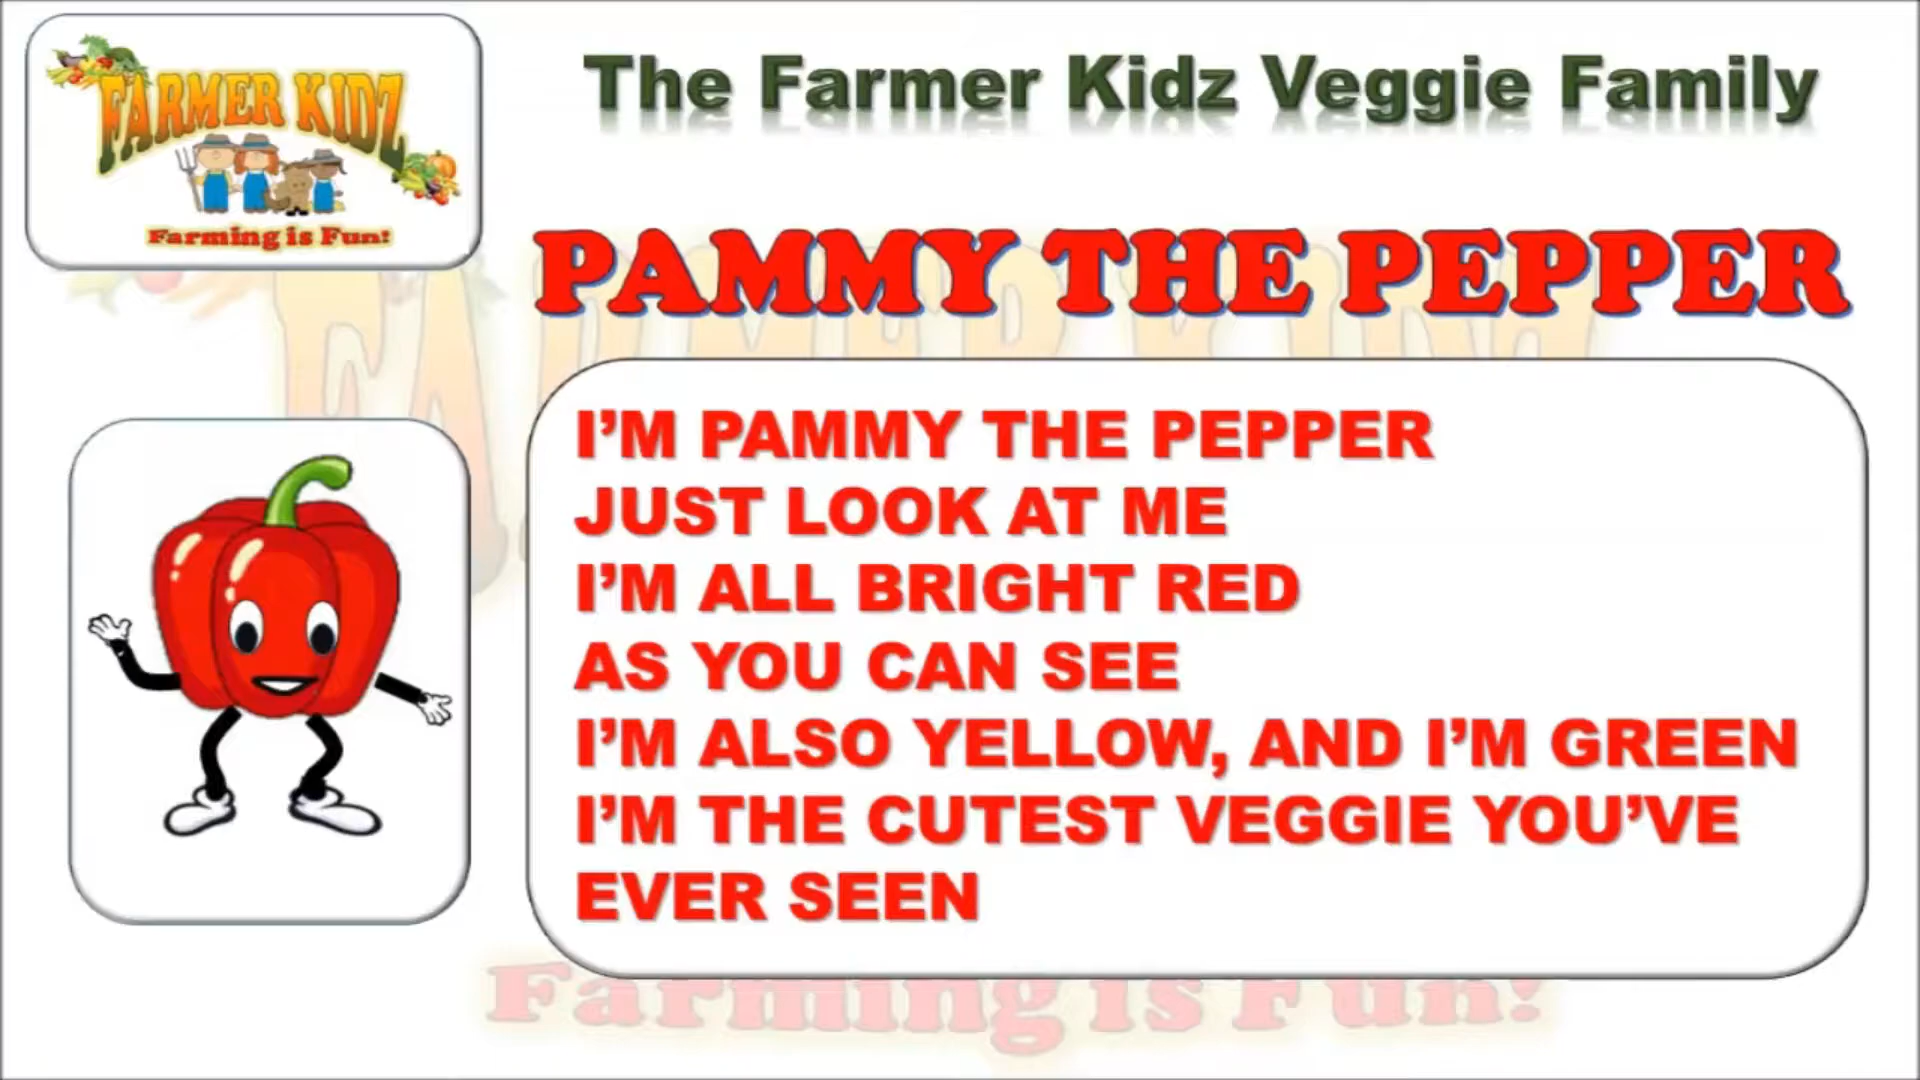 FARMER KIDZ
Farming is Fun!
The Farmer Kidz Veggie Family
PAMMY THE PEPPER
I'M PAMMY THE PEPPER
JUST LOOK AT ME
I'M ALL BRIGHT RED
AS YOU CAN SEE
I'M ALSO YELLOW, AND I'M GREEN
I'M THE CUTEST VEGGIE YOU'VE
EVER SEEN
Farming is Fun!